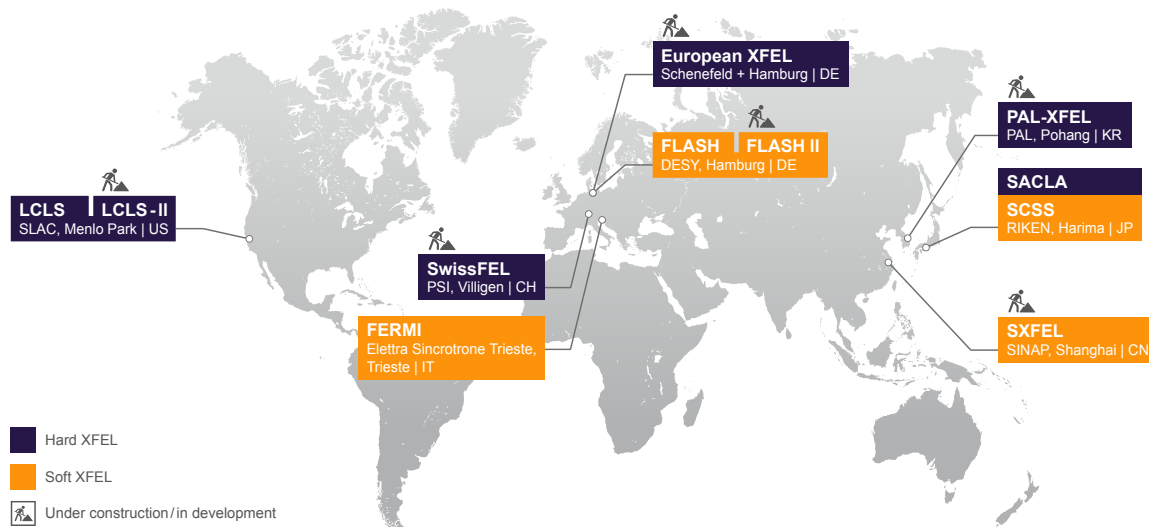 European XFEL
Schenefeld + Hamburg | DE
PAL-XFEL
PAL, Pohang | KR
FLASH FLASH II
DESY, Hamburg | DE
SACLA
SCSS
RIKEN, Harima | JP
LCLS LCLS-II
SLAC, Menlo Park | US
SwissFEL
PSI, Villigen | CH
FERMI
Elettra Sincrotrone Trieste,
Trieste | IT
SXFEL
SINAP, Shanghai | CN
Hard XFEL
Soft XFEL
Under construction/in development